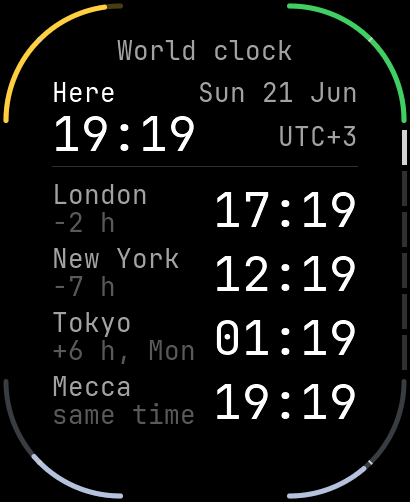 World clock
Here Sun 21 Jun
19:19 UTC+3
London 17:19
-2 h
New York 12:19
-7 h
Tokyo 01:19
+6 h, Mon
Mecca 19:19
same time